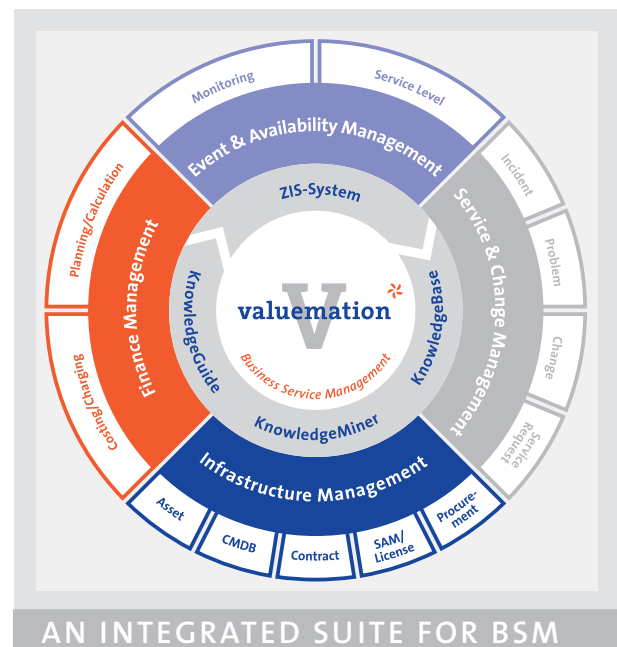 Monitoring
Service Level
Event & Availability Management
Planning/Calculation
Costing/Charging
Finance Management
Incident
Problem
Change
Service
Request
Service & Change Management
ZIS-System
KnowledgeGuide
KnowledgeBase
KnowledgeMiner
V
valuemation
Business Service Management
Infrastructure Management
Asset
CMDB
Contract
SAM/
License
Procure-
ment
AN INTEGRATED SUITE FOR BSM